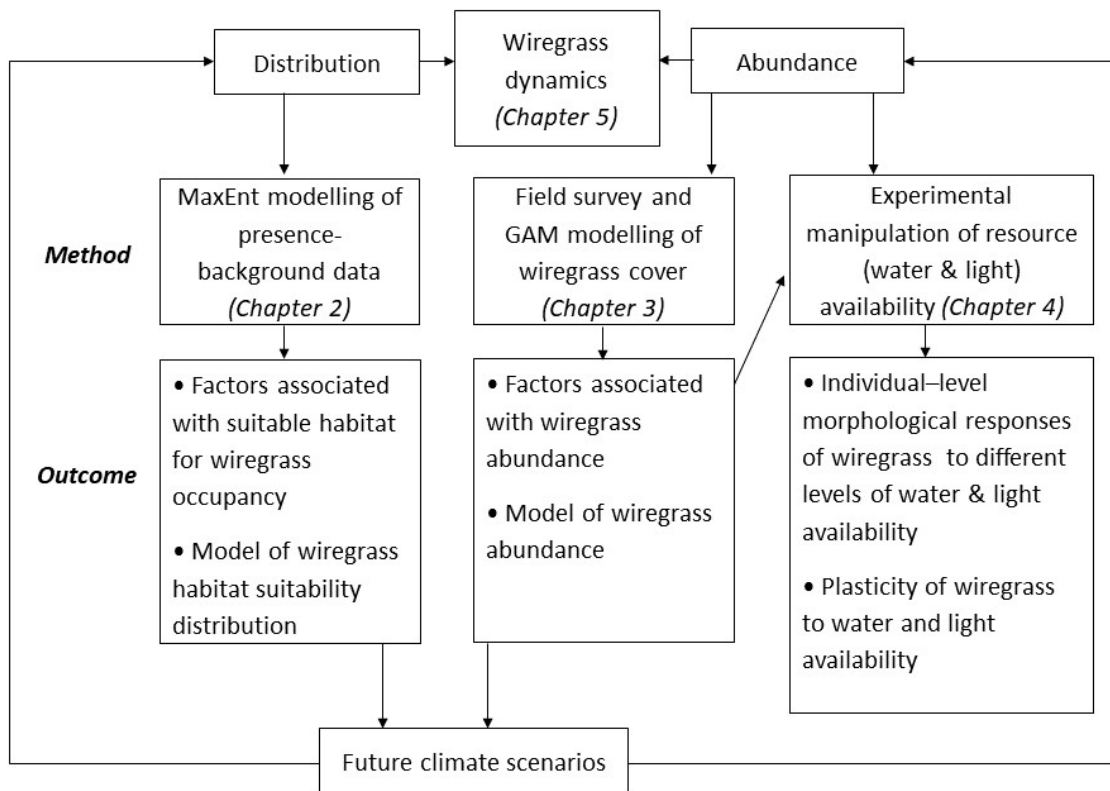 Distribution
Wiregrass
dynamics
(Chapter 5)
Abundance
Method
MaxEnt modelling of
presence-
background data
(Chapter 2)
Field survey and
GAM modelling of
wiregrass cover
(Chapter 3)
Experimental
manipulation of resource
(water & light)
availability (Chapter 4)
Outcome
• Factors associated
with suitable habitat
for wiregrass
occupancy
• Model of wiregrass
habitat suitability
distribution
• Factors associated
with wiregrass
abundance
• Model of wiregrass
abundance
• Individual–level
morphological responses
of wiregrass to different
levels of water & light
availability
• Plasticity of wiregrass
to water and light
availability
Future climate scenarios